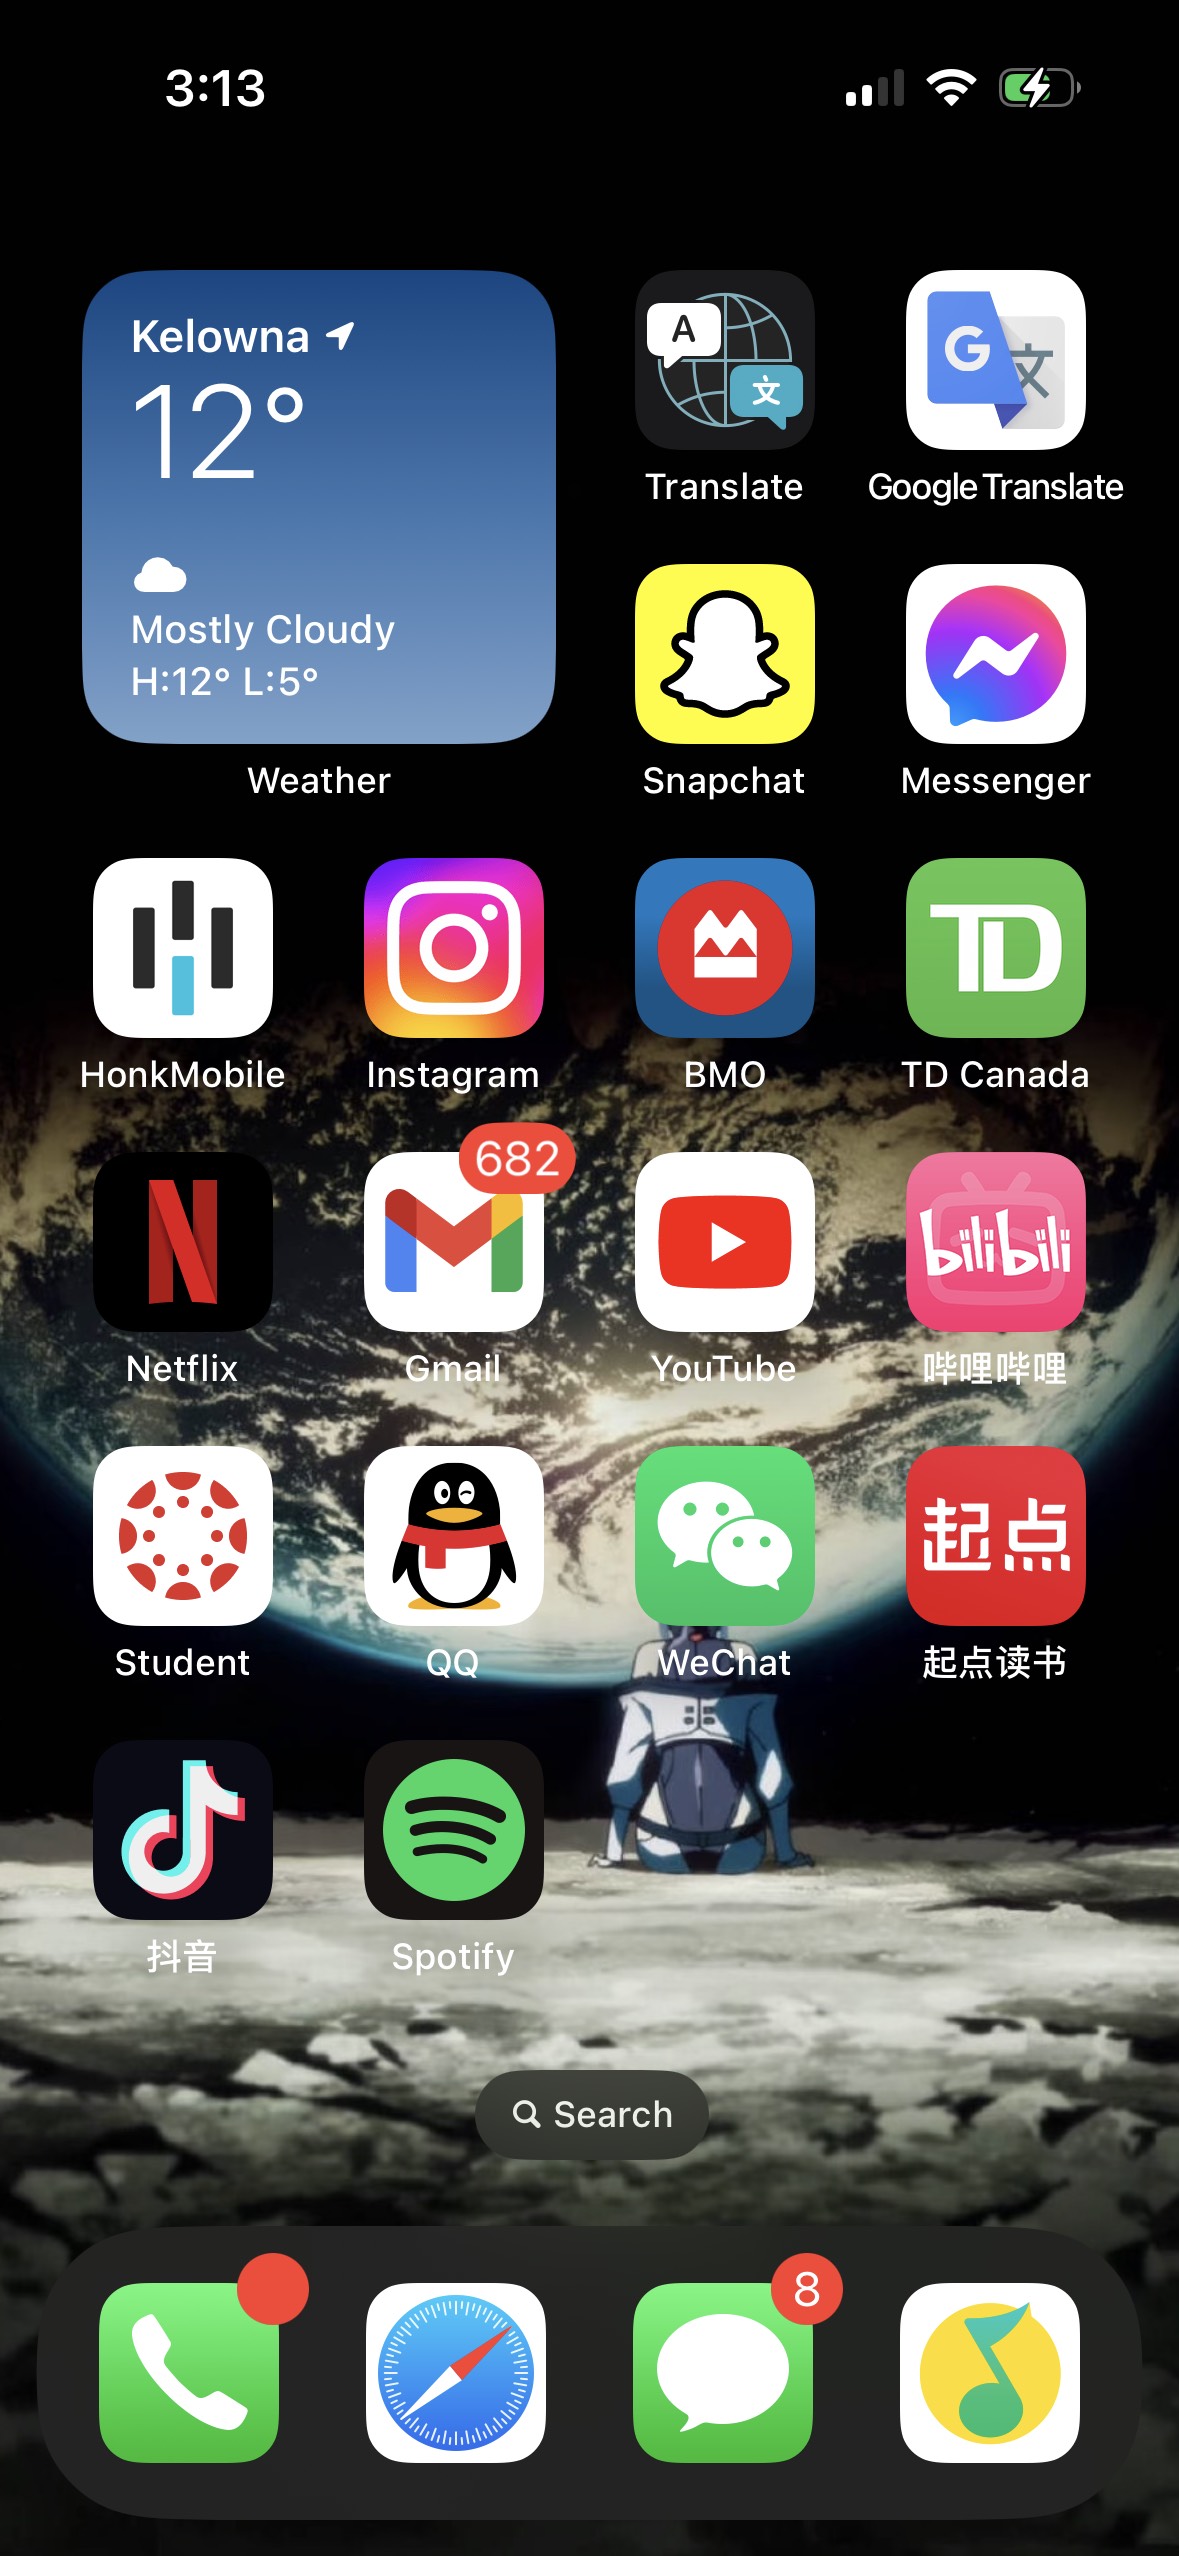 3:13
Kelowna
12°
Mostly Cloudy
H:12° L:5°
Weather
A
文
Translate
G
文
Google Translate
Snapchat
Messenger
HonkMobile
Instagram
BMO
TD
TD Canada
Netflix
682
Gmail
YouTube
bilibili
哔哩哔哩
Student
QQ
WeChat
起点
起点读书
抖音
Spotify
Search
8